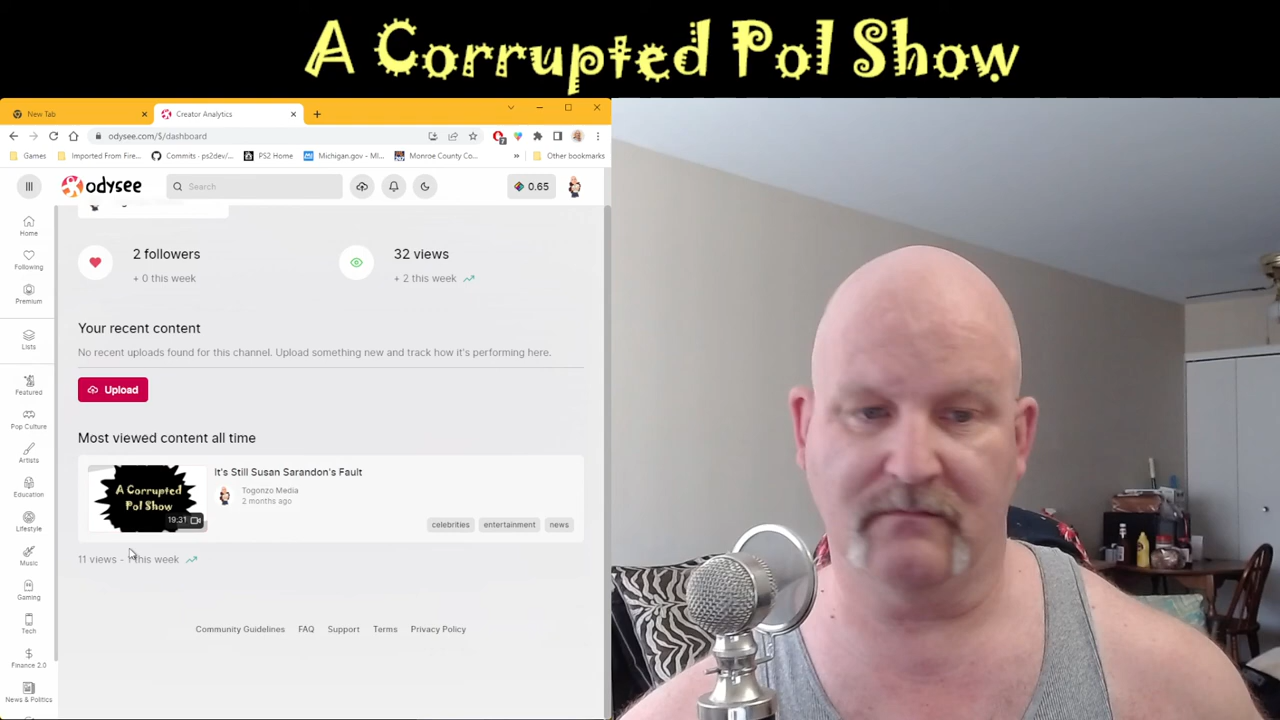 A Corrupted Pol Show
New Tab
Creator Analytics
odysee.com/$/dashboard
Games
Imported From Fire...
Commits · ps2dev/...
PS2 Home
Michigan.gov - MI...
Monroe County Co...
»
Other bookmarks
odysee
Search
0.65
Home
Following
Premium
Lists
Featured
Pop Culture
Artists
Education
Lifestyle
Music
Gaming
Tech
Finance 2.0
News & Politics
2 followers
+ 0 this week
32 views
+ 2 this week
Your recent content
No recent uploads found for this channel. Upload something new and track how it's performing here.
Upload
Most viewed content all time
A Corrupted
Pol Show
19:31
It's Still Susan Sarandon's Fault
Togonzo Media
2 months ago
celebrities
entertainment
news
11 views - 1 this week
Community Guidelines
FAQ
Support
Terms
Privacy Policy